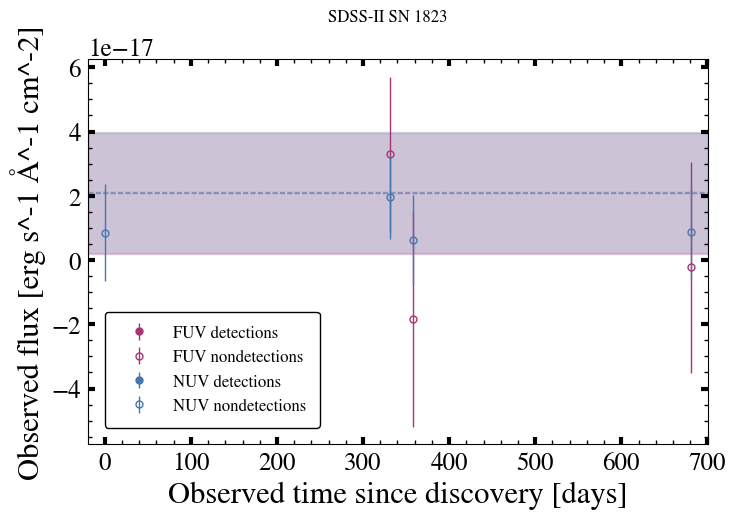 SDSS-II SN 1823
1e−17
6
4
2
0
−2
−4
Observed flux [erg s^-1 Å^-1 cm^-2]
FUV detections
FUV nondetections
NUV detections
NUV nondetections
0 100 200 300 400 500 600 700
Observed time since discovery [days]